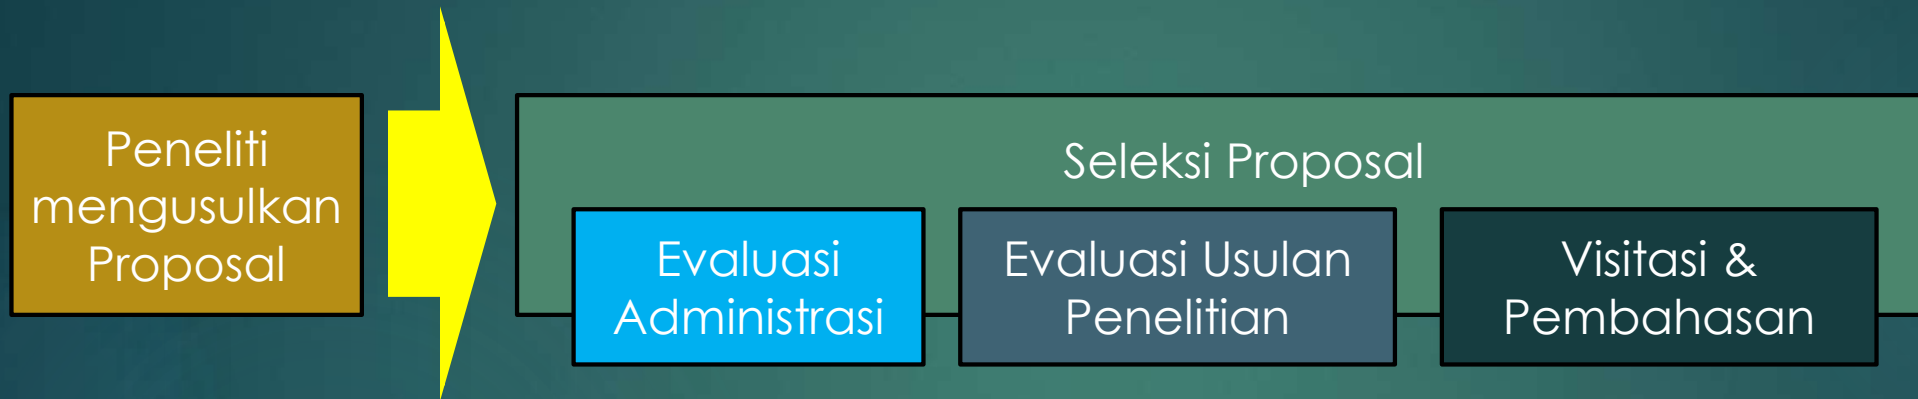 Peneliti
mengusulkan
Proposal
Seleksi Proposal
Evaluasi
Administrasi
Evaluasi Usulan
Penelitian
Visitasi &
Pembahasan